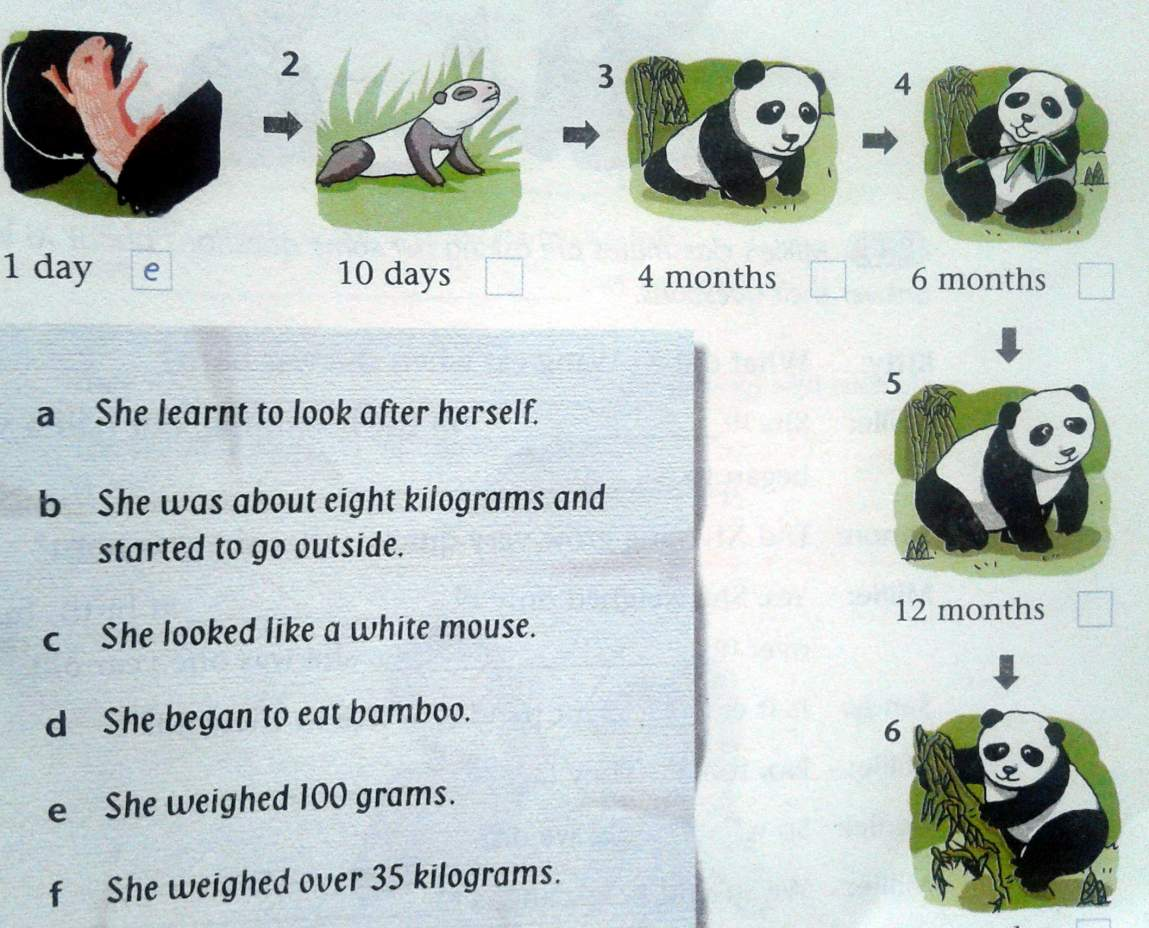 2
3
4
1 day e
10 days
4 months
6 months
5
a She learnt to look after herself.
b She was about eight kilograms and
started to go outside.
12 months
c She looked like a white mouse.
d She began to eat bamboo.
6
e She weighed 100 grams.
f She weighed over 35 kilograms.